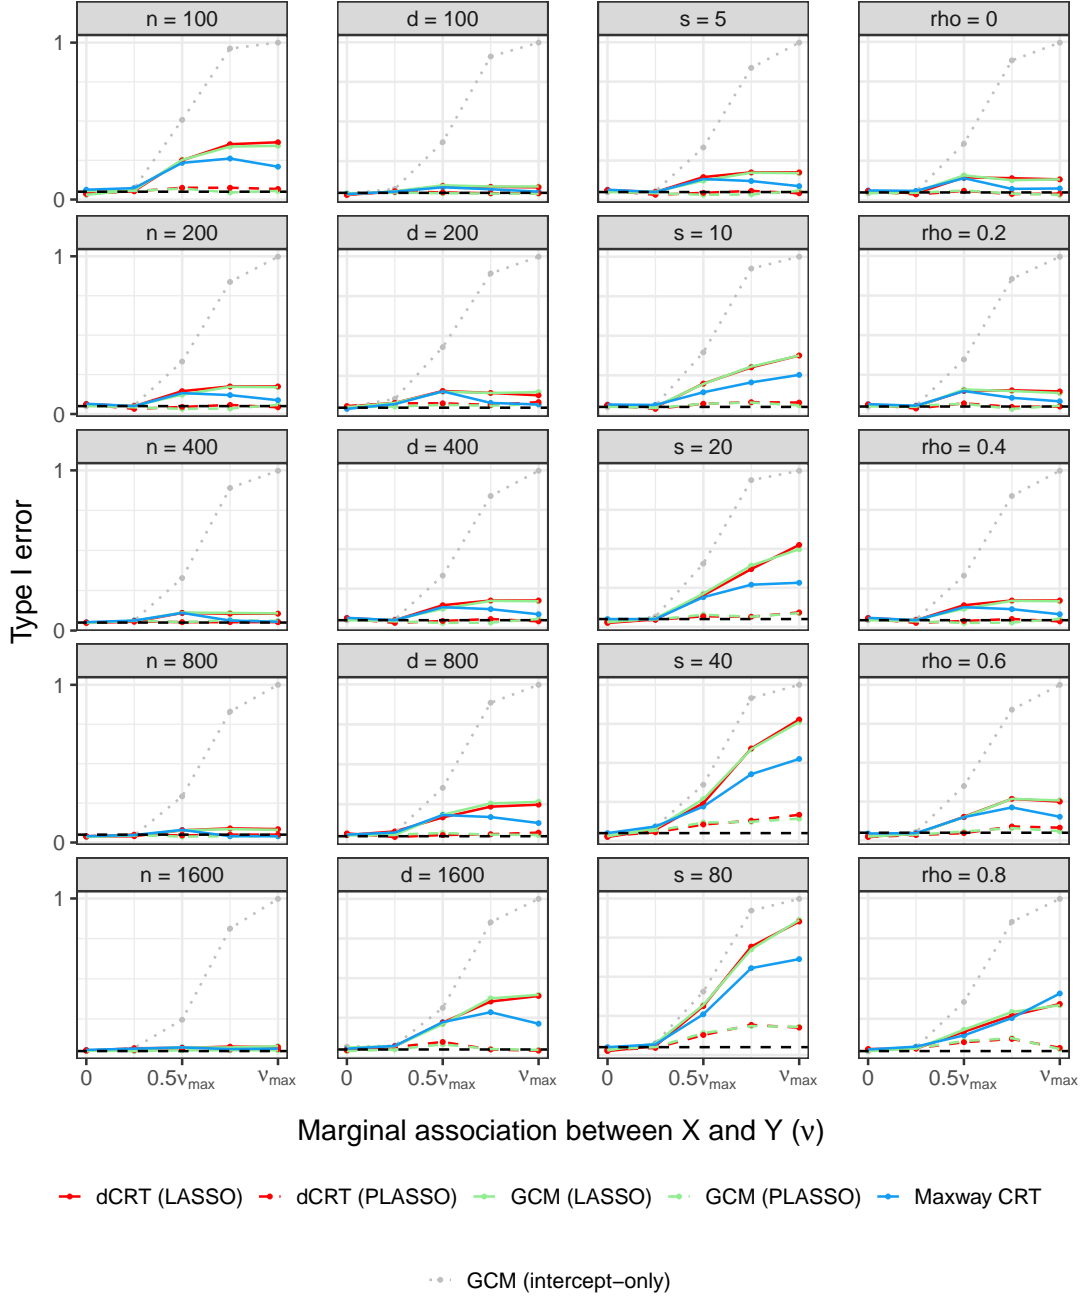 n = 100
d = 100
s = 5
rho = 0
1
0
n = 200
d = 200
s = 10
rho = 0.2
1
0
n = 400
d = 400
s = 20
rho = 0.4
1
0
n = 800
d = 800
s = 40
rho = 0.6
1
0
n = 1600
d = 1600
s = 80
rho = 0.8
1
Type I error
0 0.5νmax νmax
0 0.5νmax νmax
0 0.5νmax νmax
0 0.5νmax νmax
Marginal association between X and Y (ν)
dCRT (LASSO) dCRT (PLASSO) GCM (LASSO) GCM (PLASSO) Maxway CRT
GCM (intercept−only)